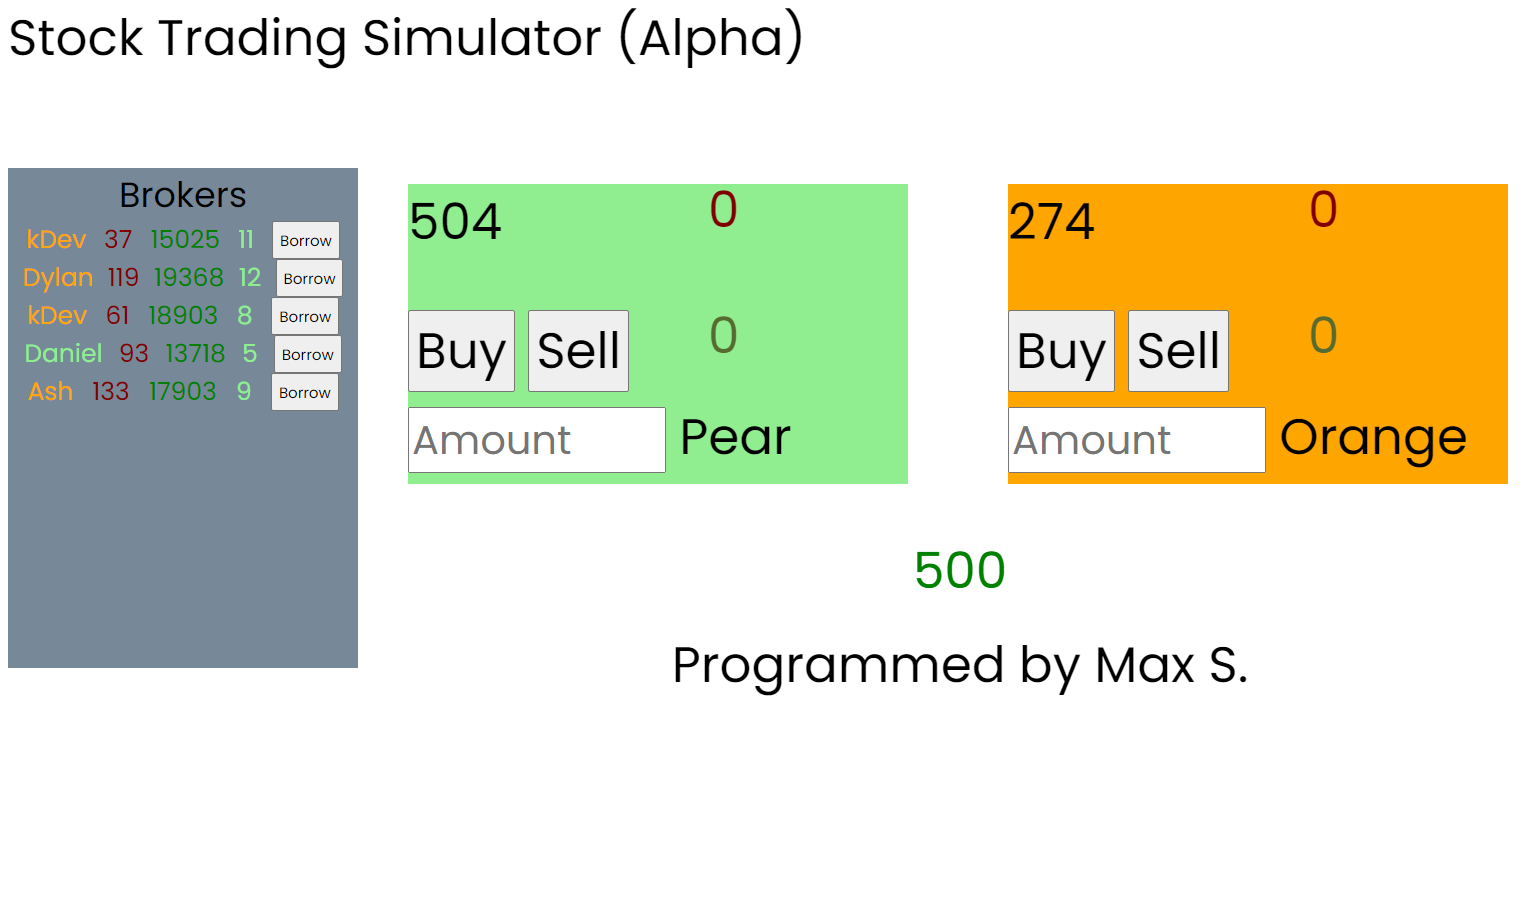 Stock Trading Simulator (Alpha)
Brokers
kDev 37 15025 11 Borrow
Dylan 119 19368 12 Borrow
kDev 61 18903 8 Borrow
Daniel 93 13718 5 Borrow
Ash 133 17903 9 Borrow
504 0
Buy Sell 0
Amount Pear
274 0
Buy Sell 0
Amount Orange
500
Programmed by Max S.